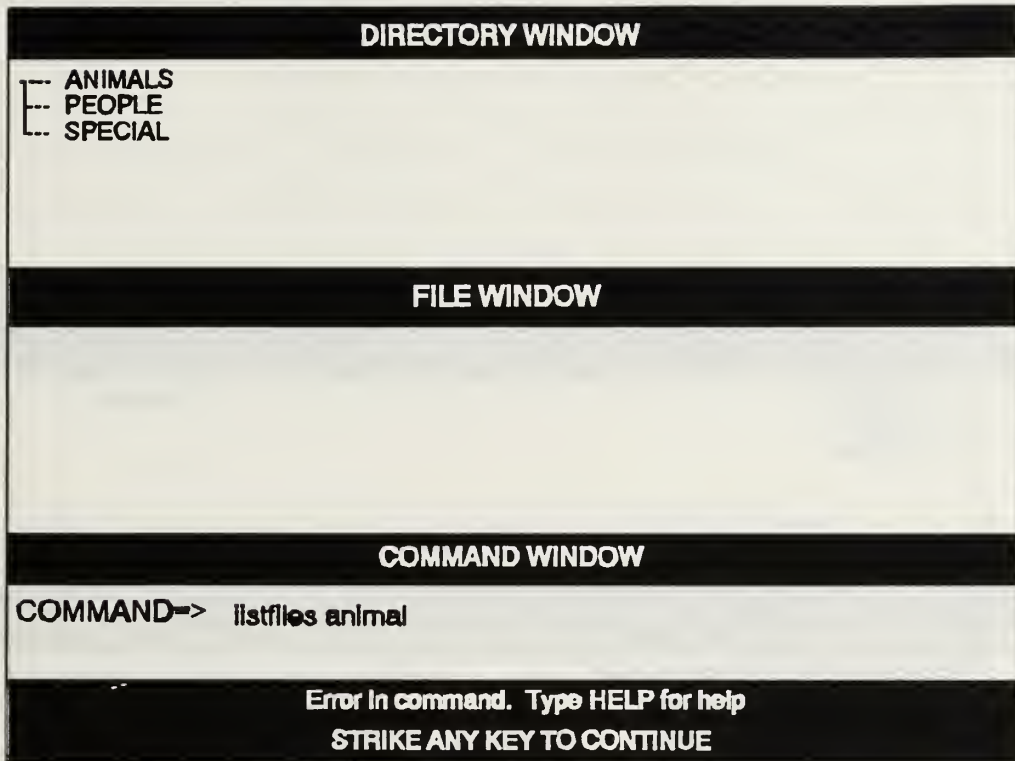 DIRECTORY WINDOW
ANIMALS
PEOPLE
SPECIAL
FILE WINDOW
COMMAND WINDOW
COMMAND=> listfiles animal
Error in command. Type HELP for help
STRIKE ANY KEY TO CONTINUE